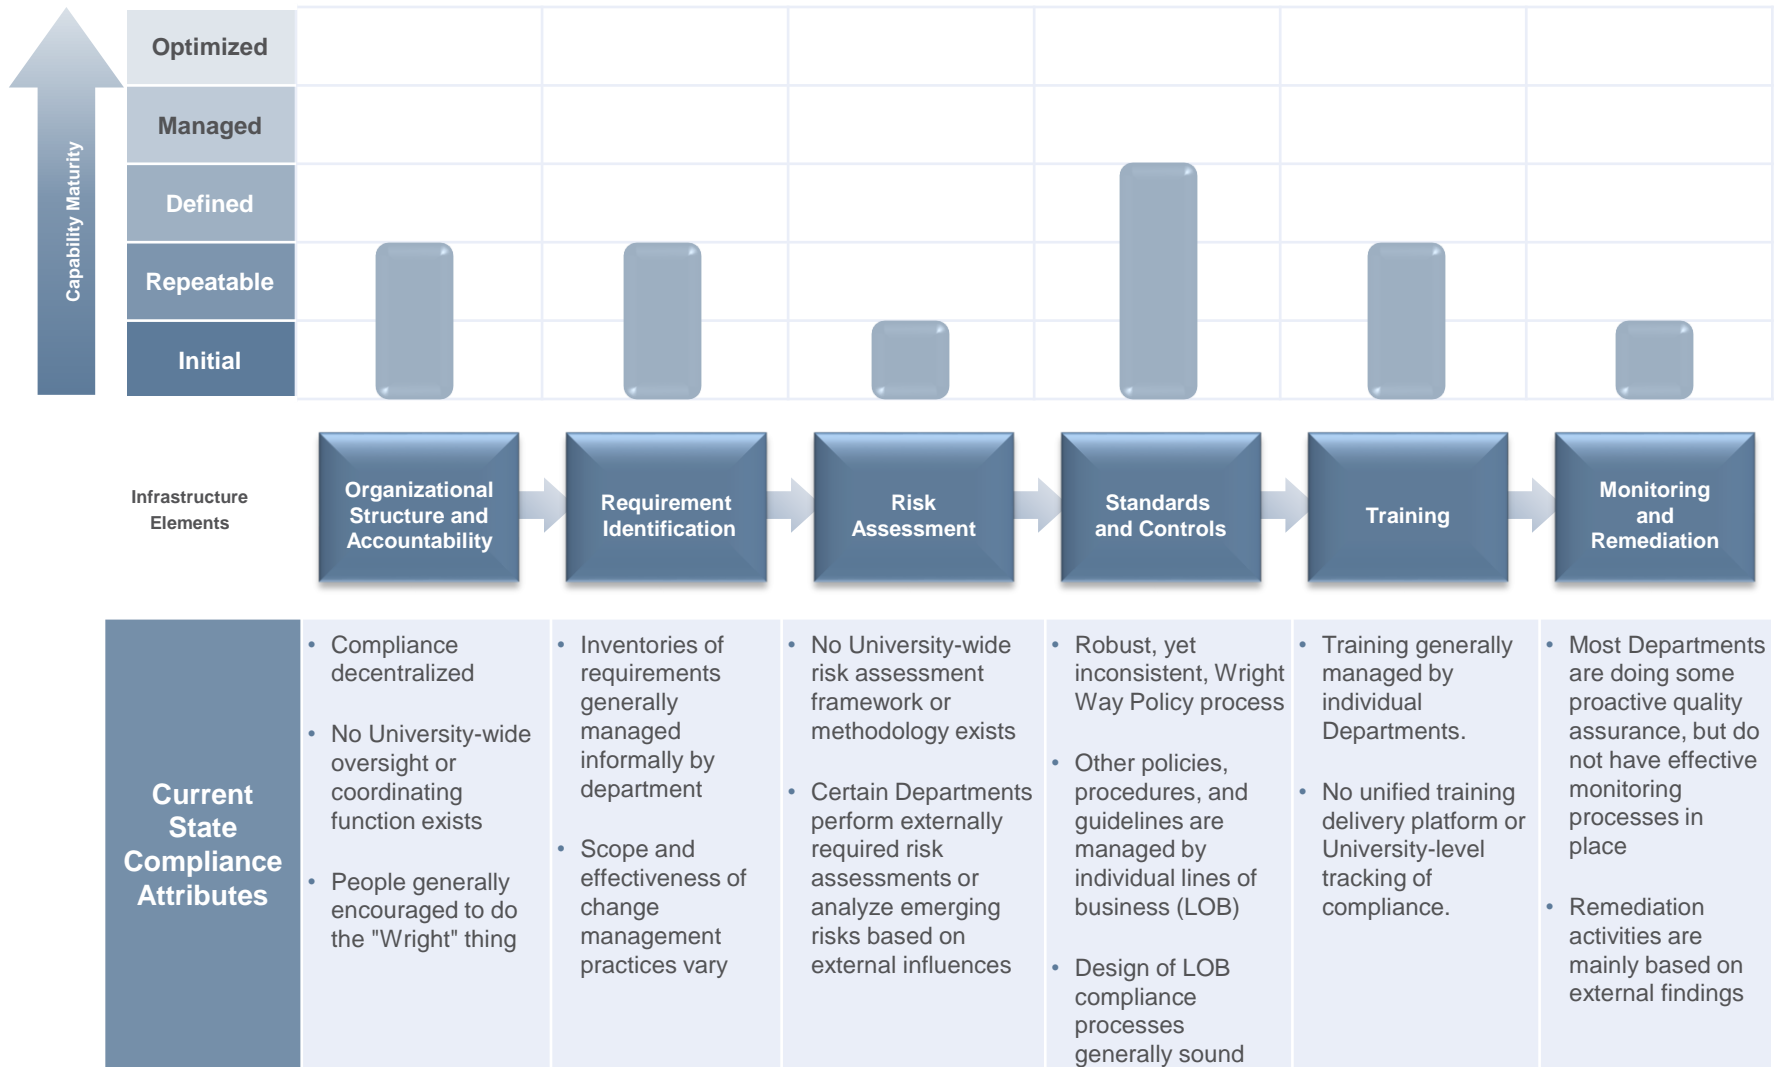 Capability Maturity
Optimized
Managed
Defined
Repeatable
Initial
Infrastructure
Elements
Organizational
Structure and
Accountability
Requirement
Identification
Risk
Assessment
Standards
and Controls
Training
Monitoring
and
Remediation
Current
State
Compliance
Attributes
• Compliance
decentralized
• No University-wide
oversight or
coordinating
function exists
• People generally
encouraged to do
the "Wright" thing
• Inventories of
requirements
generally
managed
informally by
department
• Scope and
effectiveness of
change
management
practices vary
• No University-wide
risk assessment
framework or
methodology exists
• Certain Departments
perform externally
required risk
assessments or
analyze emerging
risks based on
external influences
• Robust, yet
inconsistent, Wright
Way Policy process
• Other policies,
procedures, and
guidelines are
managed by
individual lines of
business (LOB)
• Design of LOB
compliance
processes
generally sound
• Training generally
managed by
individual
Departments.
• No unified training
delivery platform or
University-level
tracking of
compliance.
• Most Departments
are doing some
proactive quality
assurance, but do
not have effective
monitoring
processes in
place
• Remediation
activities are
mainly based on
external findings